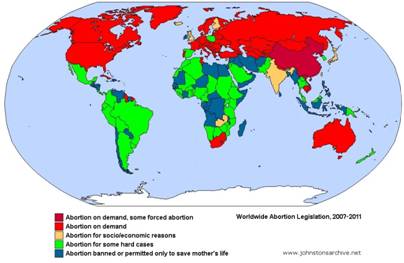 Abortion on demand, some forced abortion
Worldwide Abortion Legislation, 2007-2011
Abortion on demand
Abortion for socio/economic reasons
Abortion for some hard cases
Abortion banned or permitted only to save mother's life
www.johnstonsarchive.net